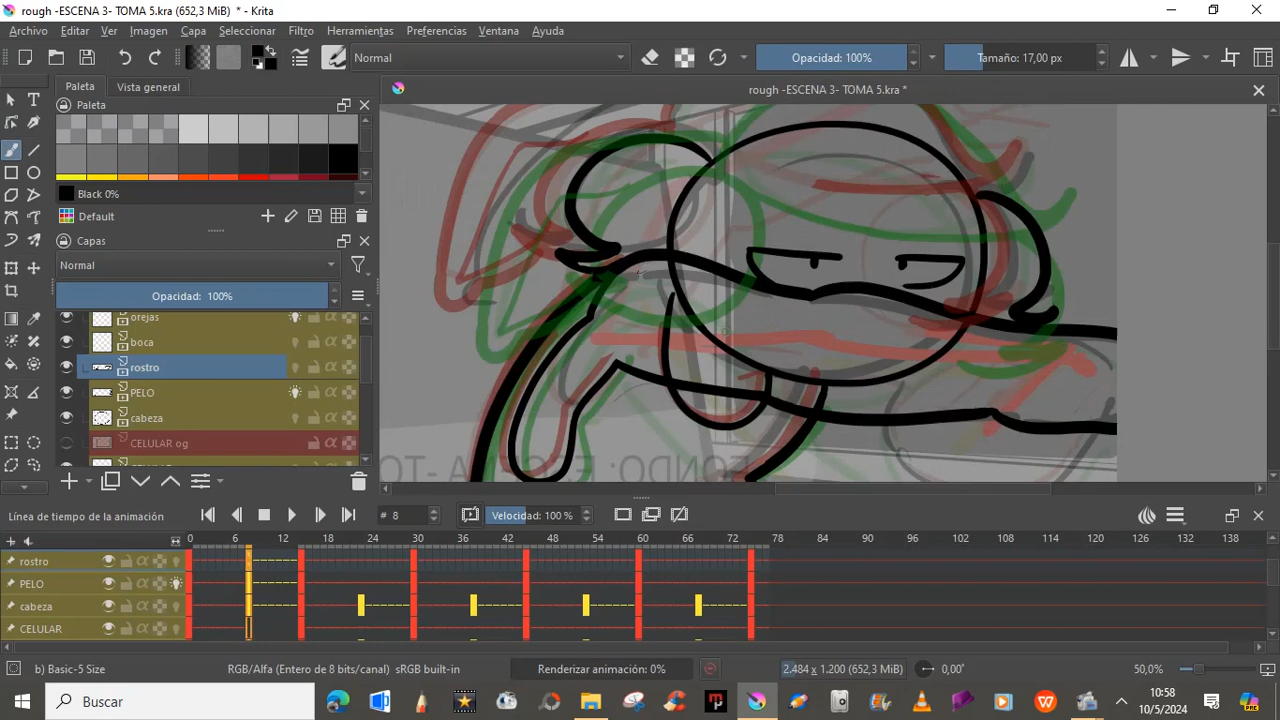 rough -ESCENA 3- TOMA 5.kra (652,3 MiB) * - Krita
Archivo Editar Ver Imagen Capa Seleccionar Filtro Herramientas Preferencias Ventana Ayuda
Normal Opacidad: 100% Tamaño: 17,00 px
Paleta Vista general
rough -ESCENA 3- TOMA 5.kra *
Paleta
Black 0%
Default
Capas
Normal
Opacidad: 100%
orejas
boca
rostro
PELO
cabeza
CELULAR og
Línea de tiempo de la animación # 8 Velocidad: 100 %
0 6 12 18 24 30 36 42 48 54 60 66 72 78 84 90 96 102 108 114 120 126 132 138
rostro
PELO
cabeza
CELULAR
b) Basic-5 Size RGB/Alfa (Entero de 8 bits/canal) sRGB built-in Renderizar animación: 0% 2.484 x 1.200 (652,3 MiB) 0,00° 50,0%
Buscar 10:58
10/5/2024